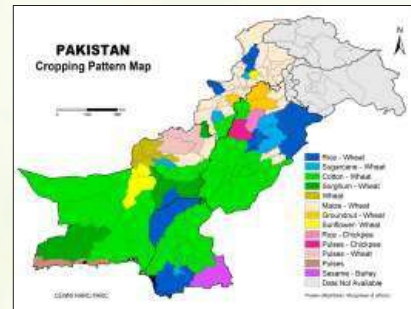 PAKISTAN
Cropping Pattern Map
N
Rice - Wheat
Sugarcane - Wheat
Cotton - Wheat
Sorghum - Wheat
Wheat
Maize - Wheat
Groundnut - Wheat
Sunflower - Wheat
Rice - Chickpea
Pulses - Chickpea
Pulses - Wheat
Pulses
Sesame - Barley
Data Not Available